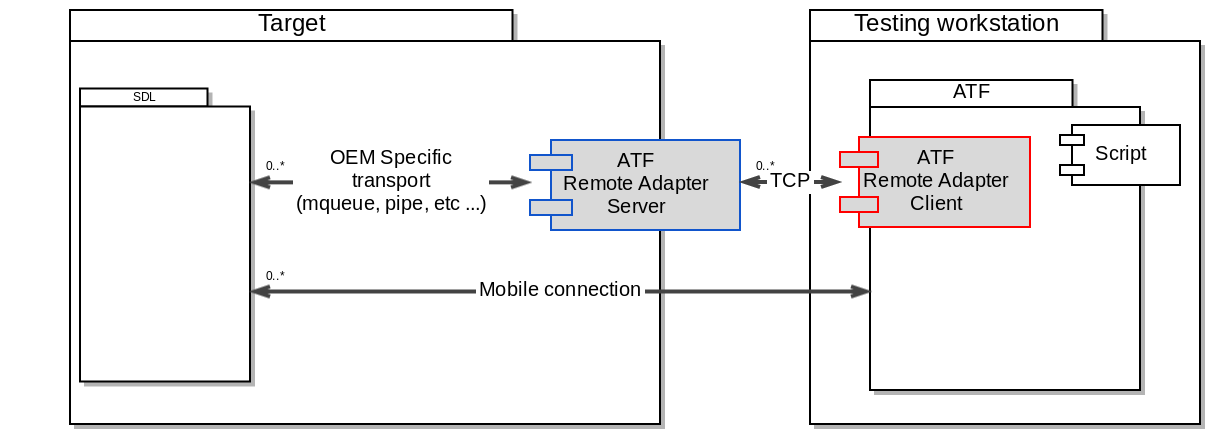 Target
Testing workstation
SDL
ATF
Script
0..*
OEM Specific
transport
(mqueue, pipe, etc ...)
ATF
Remote Adapter
Server
0..*
TCP
ATF
Remote Adapter
Client
0..*
Mobile connection